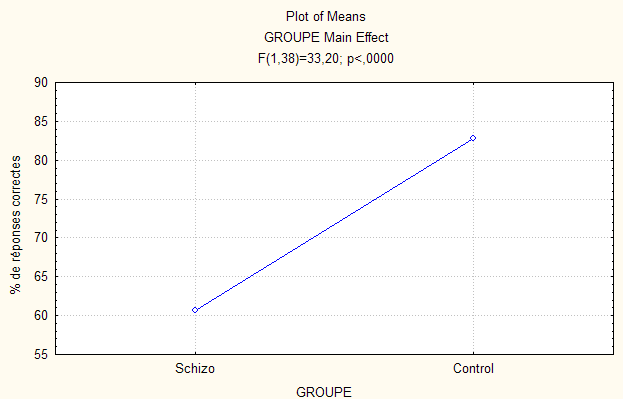 Plot of Means
GROUPE Main Effect
F(1,38)=33,20; p<,0000
% de réponses correctes
90
85
80
75
70
65
60
55
Schizo Control
GROUPE